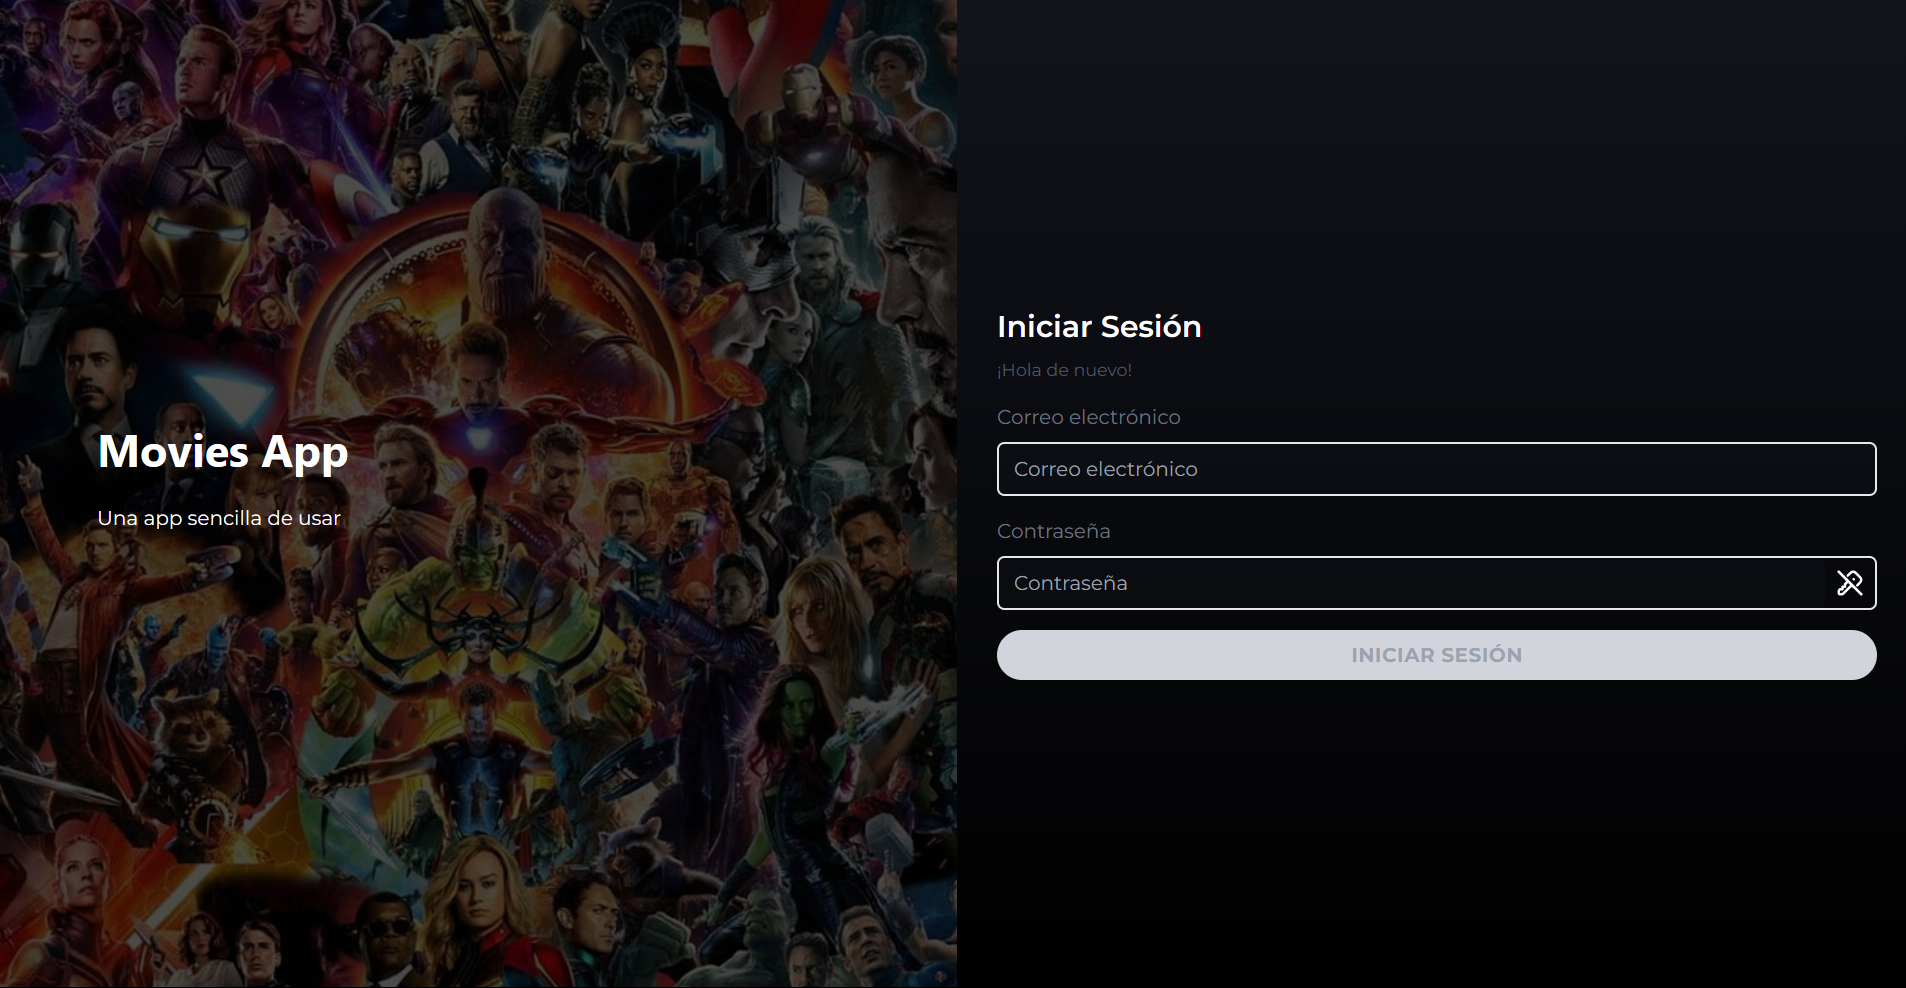 Movies App
Una app sencilla de usar
Iniciar Sesión
¡Hola de nuevo!
Correo electrónico
Correo electrónico
Contraseña
Contraseña
INICIAR SESIÓN